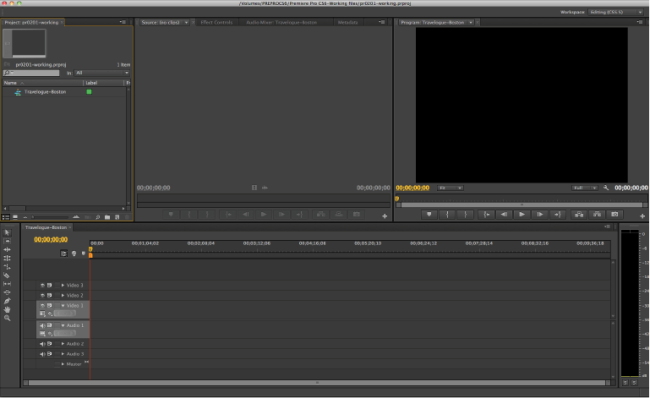 /Volumes/PREPROCS6/Premiere Pro CS6-Working files/pr0201-working.prproj
Workspace: Editing (CS5.5)
Project: pr0201-working
Source: (no clips)
Effect Controls
Audio Mixer: Travelogue-Boston
Metadata
Program: Travelogue-Boston
pr0201-working.prproj
1 Item
In: All
Name
Label
Travelogue-Boston
00;00;00;00
00;00;00;00
00;00;00;00
Fit
Full
00;00;00;00
Travelogue-Boston
00;00;00;00
00;00
00;01;04;02
00;02;08;04
00;03;12;06
00;04;16;08
00;05;20;10
00;06;24;12
00;07;28;14
00;08;32;16
00;09;36;18
Video 3
Video 2
Video 1
Audio 1
Audio 2
Audio 3
Master